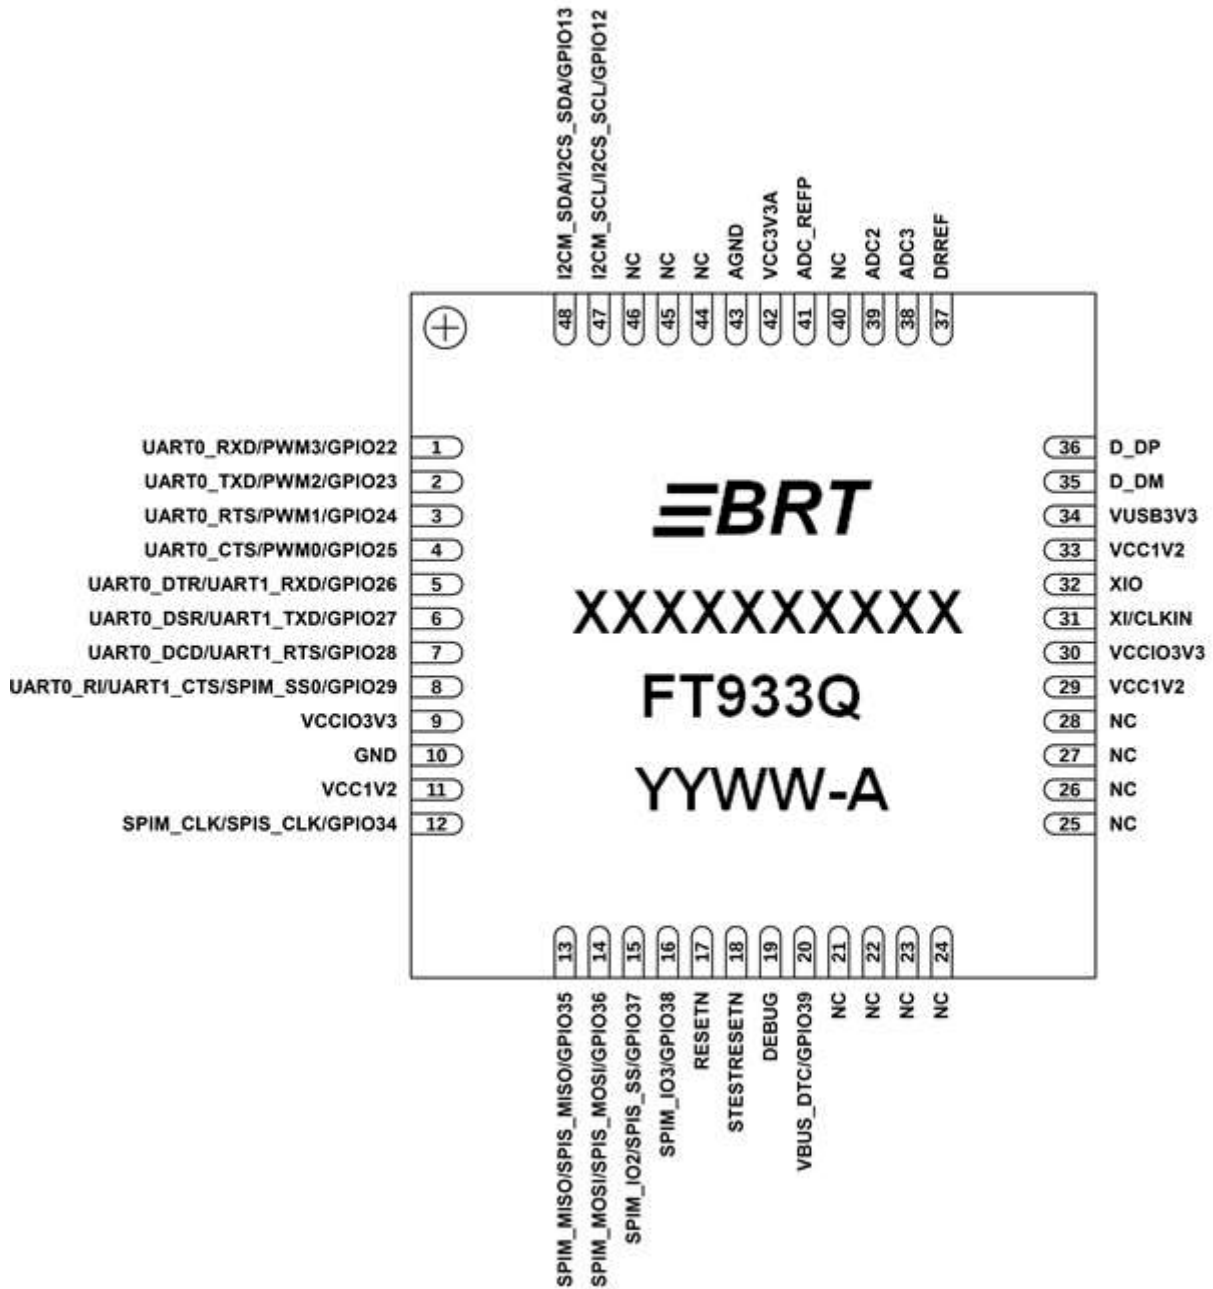 I2CM_SDA/I2CS_SDA/GPIO13
I2CM_SCL/I2CS_SCL/GPIO12
NC
NC
NC
AGND
VCC3V3A
ADC_REFP
NC
ADC2
ADC3
DRREF
48
47
46
45
44
43
42
41
40
39
38
37
UART0_RXD/PWM3/GPIO22 1
UART0_TXD/PWM2/GPIO23 2
UART0_RTS/PWM1/GPIO24 3
UART0_CTS/PWM0/GPIO25 4
UART0_DTR/UART1_RXD/GPIO26 5
UART0_DSR/UART1_TXD/GPIO27 6
UART0_DCD/UART1_RTS/GPIO28 7
UART0_RI/UART1_CTS/SPIM_SS0/GPIO29 8
VCCIO3V3 9
GND 10
VCC1V2 11
SPIM_CLK/SPIS_CLK/GPIO34 12
BRT
XXXXXXXXXX
FT933Q
YYWW-A
36 D_DP
35 D_DM
34 VUSB3V3
33 VCC1V2
32 XIO
31 XI/CLKIN
30 VCCIO3V3
29 VCC1V2
28 NC
27 NC
26 NC
25 NC
13
14
15
16
17
18
19
20
21
22
23
24
SPIM_MISO/SPIS_MISO/GPIO35
SPIM_MOSI/SPIS_MOSI/GPIO36
SPIM_IO2/SPIS_SS/GPIO37
SPIM_IO3/GPIO38
RESETN
STESTRESETN
DEBUG
VBUS_DTC/GPIO39
NC
NC
NC
NC